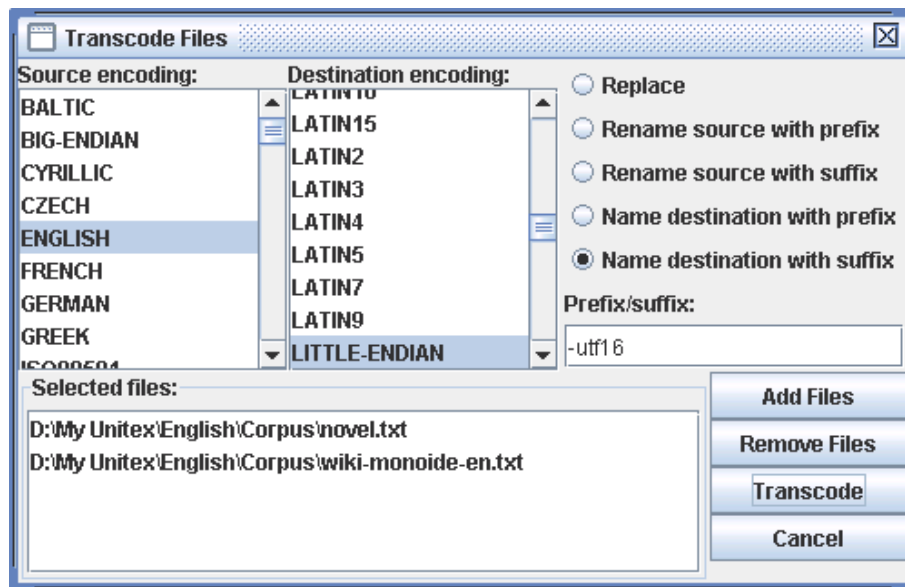 Transcode Files
Source encoding:
BALTIC
BIG-ENDIAN
CYRILLIC
CZECH
ENGLISH
FRENCH
GERMAN
GREEK
Destination encoding:
LATIN10
LATIN15
LATIN2
LATIN3
LATIN4
LATIN5
LATIN7
LATIN9
LITTLE-ENDIAN
Replace
Rename source with prefix
Rename source with suffix
Name destination with prefix
Name destination with suffix
Prefix/suffix:
-utf16
Selected files:
D:\My Unitex\English\Corpus\novel.txt
D:\My Unitex\English\Corpus\wiki-monoide-en.txt
Add Files
Remove Files
Transcode
Cancel